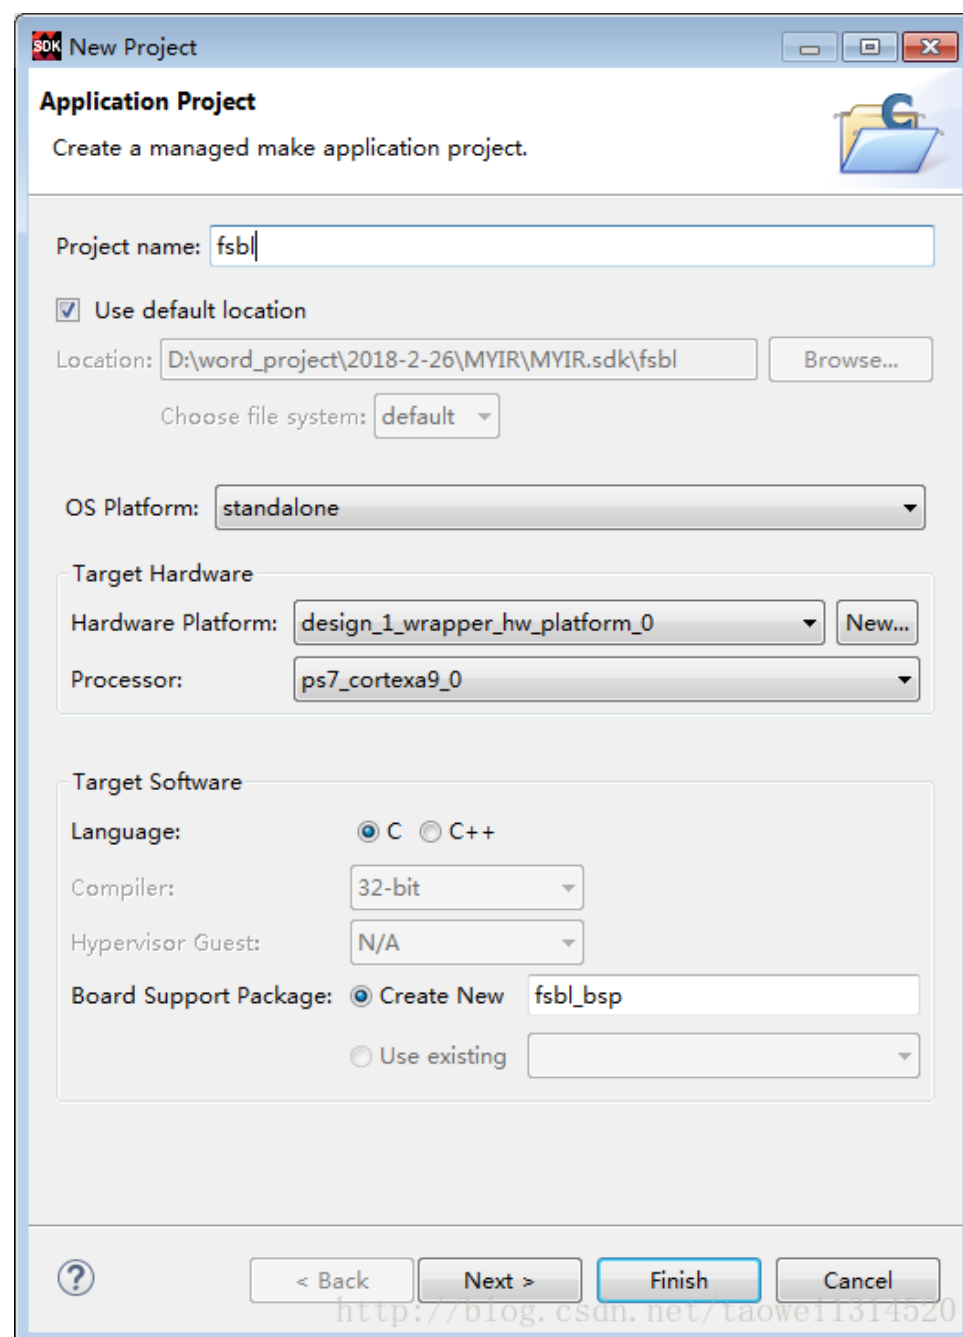 SDK New Project
Application Project
Create a managed make application project.
Project name: fsbl
Use default location
Location: D:\word_project\2018-2-26\MYIR\MYIR.sdk\fsbl Browse...
Choose file system: default
OS Platform: standalone
Target Hardware
Hardware Platform: design_1_wrapper_hw_platform_0 New...
Processor: ps7_cortexa9_0
Target Software
Language: C C++
Compiler: 32-bit
Hypervisor Guest: N/A
Board Support Package: Create New fsbl_bsp
Use existing
? < Back Next > Finish Cancel
http://blog.csdn.net/taowei1314520